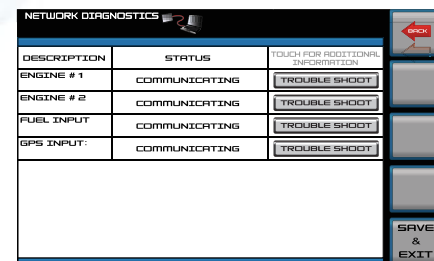 NETWORK DIAGNOSTICS
BACK
DESCRIPTION STATUS TOUCH FOR ADDITIONAL
INFORMATION
ENGINE # 1 COMMUNICATING TROUBLE SHOOT
ENGINE # 2 COMMUNICATING TROUBLE SHOOT
FUEL INPUT COMMUNICATING TROUBLE SHOOT
GPS INPUT: COMMUNICATING TROUBLE SHOOT
SAVE
&
EXIT